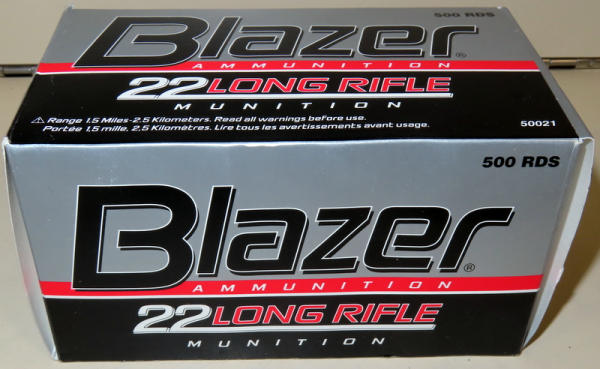 500 RDS
Blazer®
AMMUNITION
22 LONG RIFLE
MUNITION
⚠ Range 1.5 Miles-2.5 Kilometers. Read all warnings before use.
Portée 1,5 mille, 2,5 Kilomètres. Lire tous les avertissements avant usage.
50021
500 RDS
Blazer®
AMMUNITION
22 LONG RIFLE
MUNITION